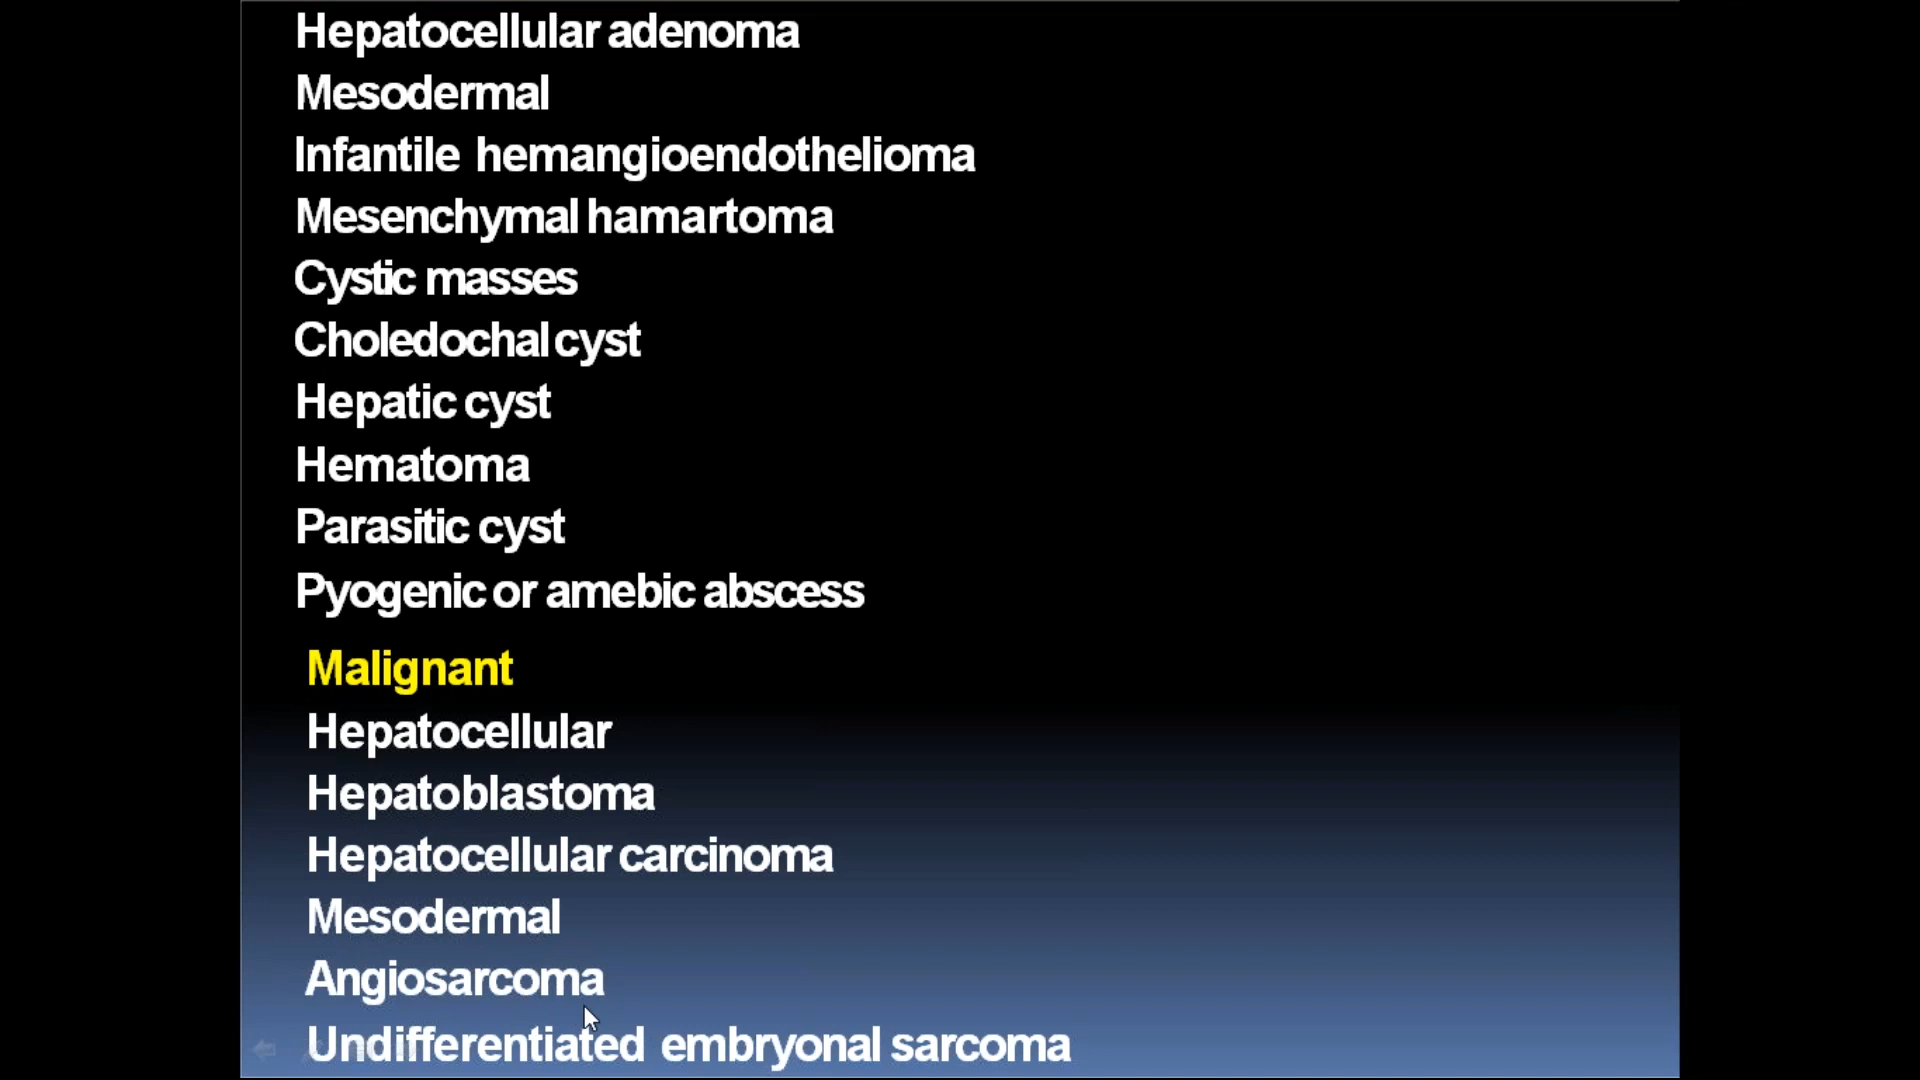 Hepatocellular adenoma
Mesodermal
Infantile hemangioendothelioma
Mesenchymal hamartoma
Cystic masses
Choledochal cyst
Hepatic cyst
Hematoma
Parasitic cyst
Pyogenic or amebic abscess
Malignant
Hepatocellular
Hepatoblastoma
Hepatocellular carcinoma
Mesodermal
Angiosarcoma
Undifferentiated embryonal sarcoma